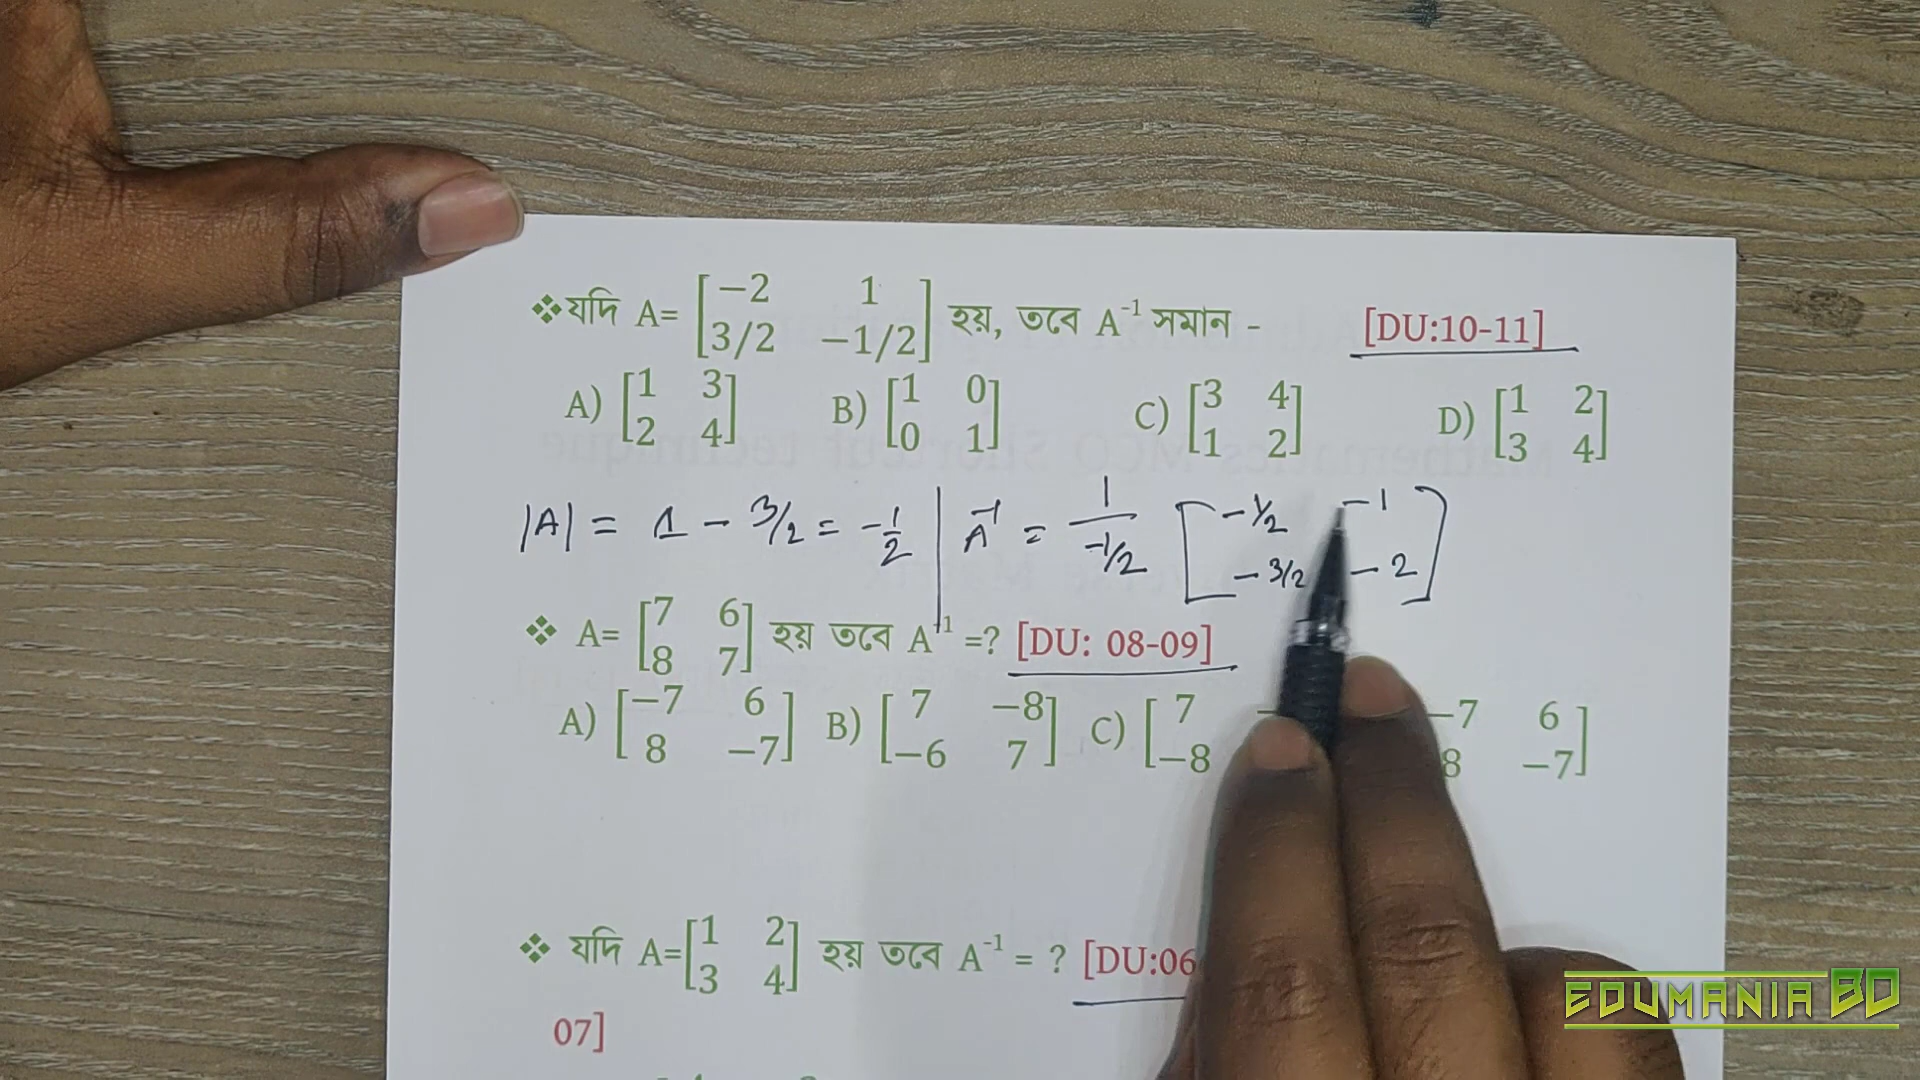 ❖যদি A= [−2 1; 3/2 −1/2] হয়, তবে A⁻¹ সমান - [DU:10-11]
A) [1 3; 2 4] B) [1 0; 0 1] C) [3 4; 1 2] D) [1 2; 3 4]
|A| = 1 - 3/2 = -1/2 | A⁻¹ = 1/(-1/2) [-1/2 -1; -3/2 -2]
❖ A= [7 6; 8 7] হয় তবে A⁻¹ =? [DU: 08-09]
A) [−7 6; 8 −7] B) [7 −8; −6 7] C) [7 −8 −7 6; 8 −7]
❖ যদি A=[1 2; 3 4] হয় তবে A⁻¹ = ? [DU:06
07]
EDUMANIA BD